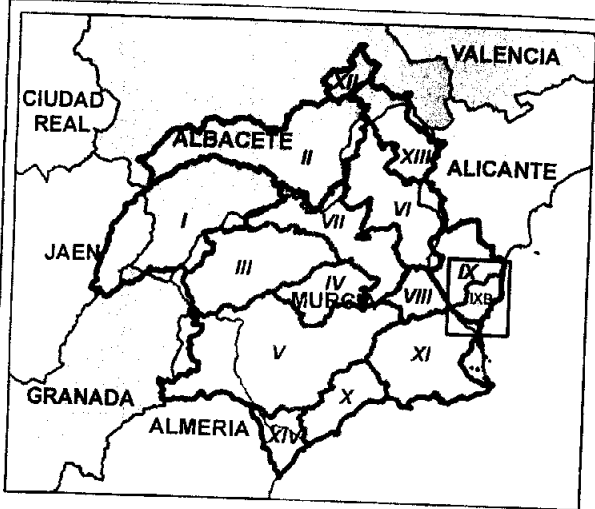 VALENCIA
XII
CIUDAD
REAL
ALBACETE
II
XIII
ALICANTE
I
VII
VI
JAEN
III
IX
IV
IXB
MURCI
VIII
V
XI
GRANADA
X
ALMERIA
XIV